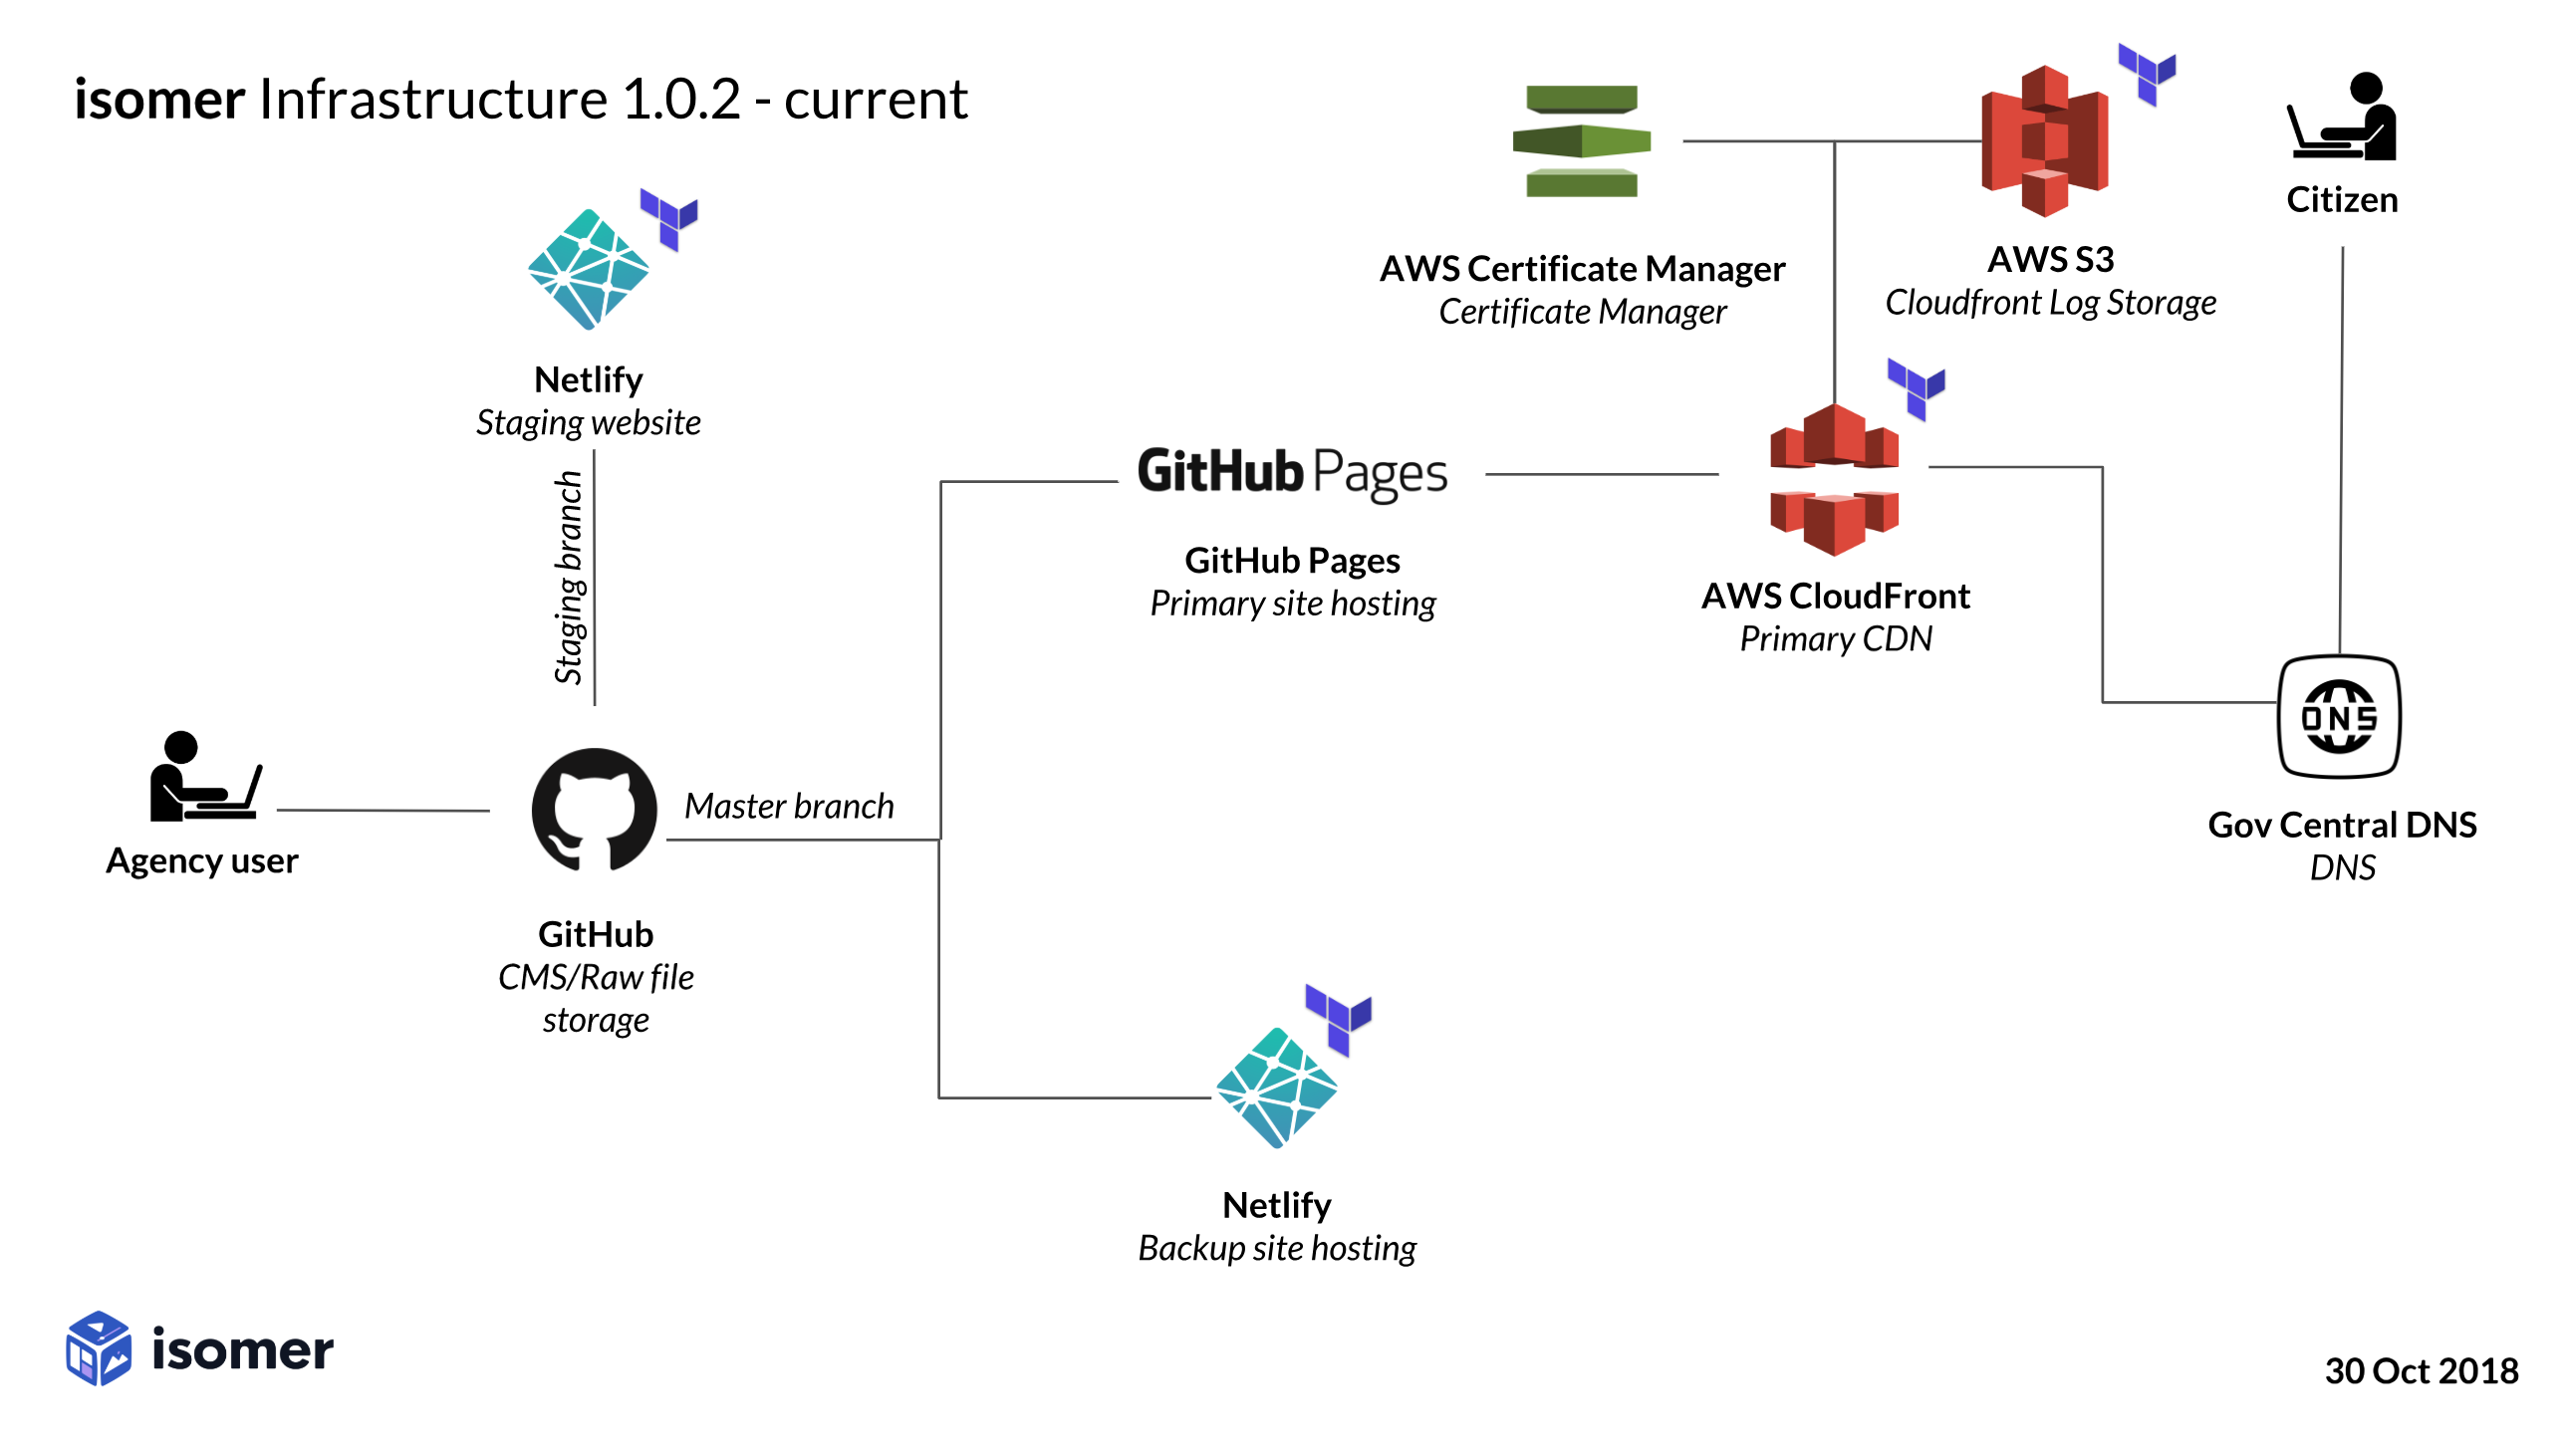 isomer Infrastructure 1.0.2 - current
Citizen
AWS Certificate Manager
Certificate Manager
AWS S3
Cloudfront Log Storage
Netlify
Staging website
Staging branch
GitHub Pages
GitHub Pages
Primary site hosting
AWS CloudFront
Primary CDN
DNS
Gov Central DNS
DNS
Agency user
Master branch
GitHub
CMS/Raw file
storage
Netlify
Backup site hosting
isomer
30 Oct 2018